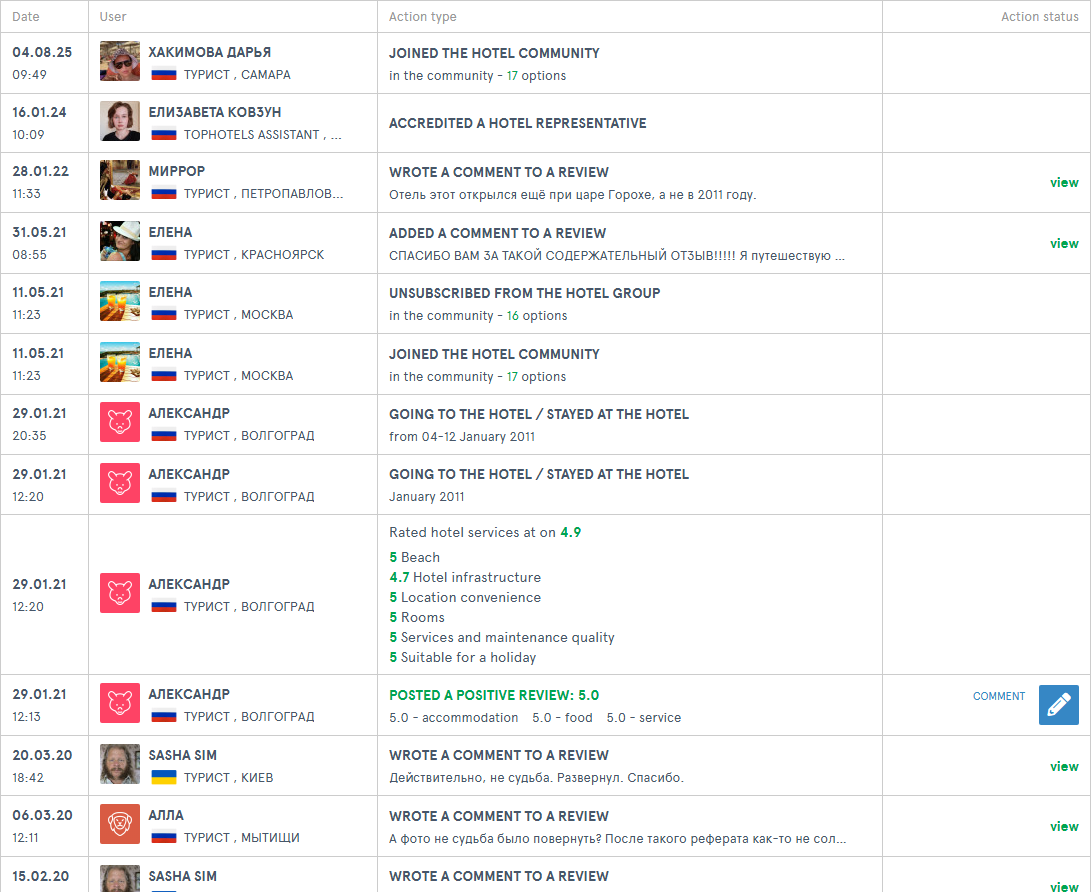 Date User Action type Action status
04.08.25 ХАКИМОВА ДАРЬЯ JOINED THE HOTEL COMMUNITY
09:49 ТУРИСТ , САМАРА in the community - 17 options
16.01.24 ЕЛИЗАВЕТА КОВЗУН ACCREDITED A HOTEL REPRESENTATIVE
10:09 TOPHOTELS ASSISTANT , ...
28.01.22 МИРРОР WROTE A COMMENT TO A REVIEW
11:33 ТУРИСТ , ПЕТРОПАВЛОВ... Отель этот открылся ещё при царе Горохе, а не в 2011 году. view
31.05.21 ЕЛЕНА ADDED A COMMENT TO A REVIEW
08:55 ТУРИСТ , КРАСНОЯРСК СПАСИБО ВАМ ЗА ТАКОЙ СОДЕРЖАТЕЛЬНЫЙ ОТЗЫВ!!!!! Я путешествую ... view
11.05.21 ЕЛЕНА UNSUBSCRIBED FROM THE HOTEL GROUP
11:23 ТУРИСТ , МОСКВА in the community - 16 options
11.05.21 ЕЛЕНА JOINED THE HOTEL COMMUNITY
11:23 ТУРИСТ , МОСКВА in the community - 17 options
29.01.21 АЛЕКСАНДР GOING TO THE HOTEL / STAYED AT THE HOTEL
20:35 ТУРИСТ , ВОЛГОГРАД from 04-12 January 2011
29.01.21 АЛЕКСАНДР GOING TO THE HOTEL / STAYED AT THE HOTEL
12:20 ТУРИСТ , ВОЛГОГРАД January 2011
Rated hotel services at on 4.9
5 Beach
4.7 Hotel infrastructure
29.01.21 АЛЕКСАНДР 5 Location convenience
12:20 ТУРИСТ , ВОЛГОГРАД 5 Rooms
5 Services and maintenance quality
5 Suitable for a holiday
29.01.21 АЛЕКСАНДР POSTED A POSITIVE REVIEW: 5.0 COMMENT
12:13 ТУРИСТ , ВОЛГОГРАД 5.0 - accommodation 5.0 - food 5.0 - service
20.03.20 SASHA SIM WROTE A COMMENT TO A REVIEW
18:42 ТУРИСТ , КИЕВ Действительно, не судьба. Развернул. Спасибо. view
06.03.20 АЛЛА WROTE A COMMENT TO A REVIEW
12:11 ТУРИСТ , МЫТИЩИ А фото не судьба было повернуть? После такого реферата как-то не сол... view
15.02.20 SASHA SIM WROTE A COMMENT TO A REVIEW
view